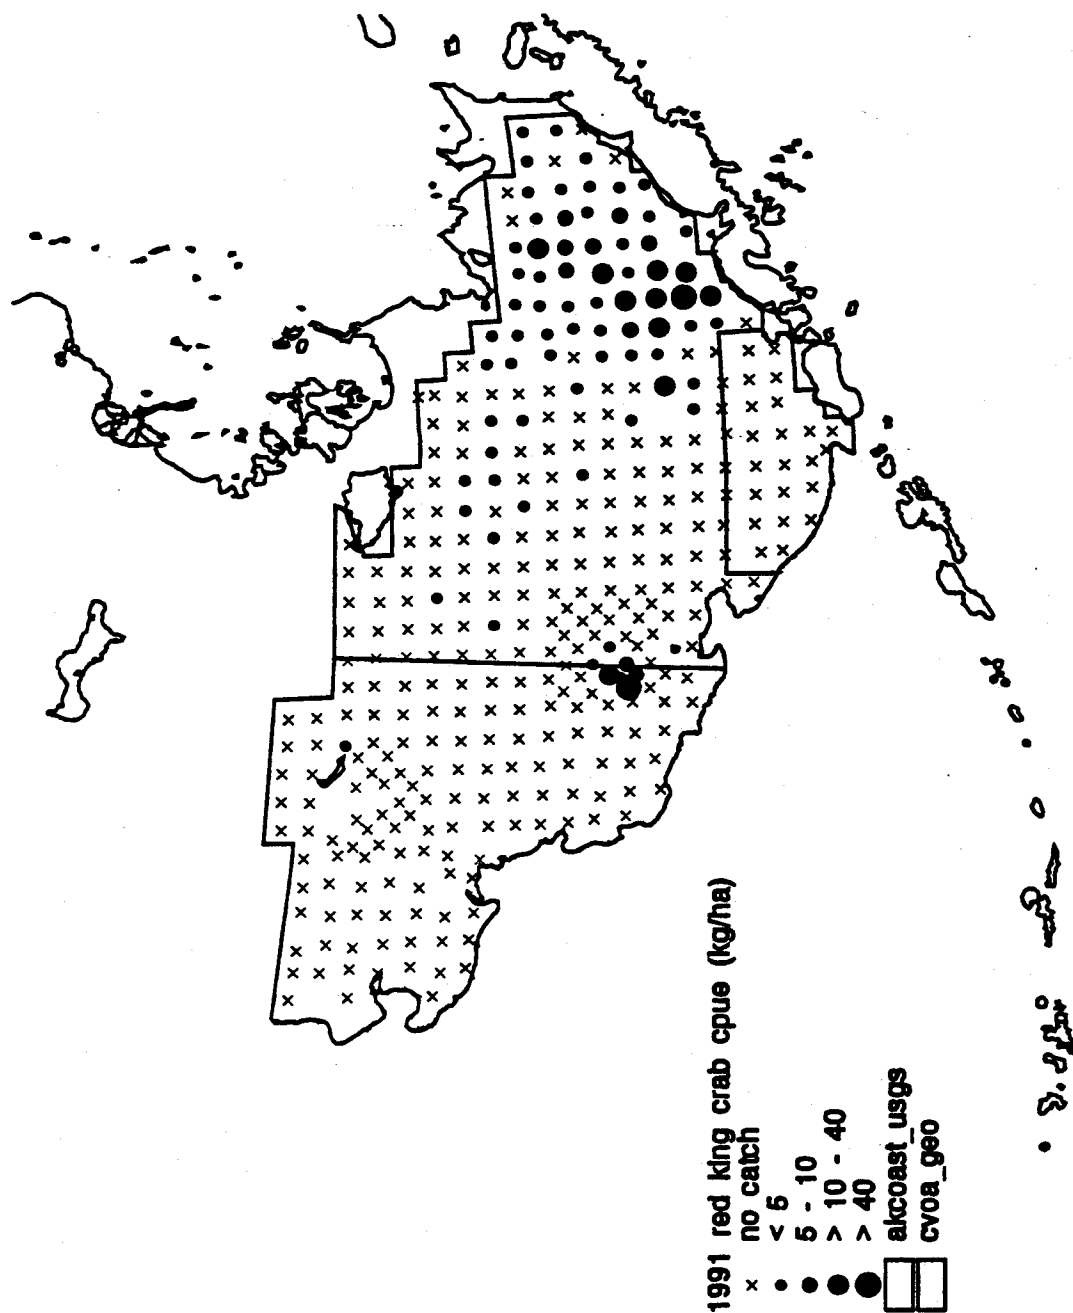 1991 red king crab cpue (kg/ha)
no catch
< 5
5 - 10
> 10 - 40
> 40
akcoast_usgs
cvoa_geo